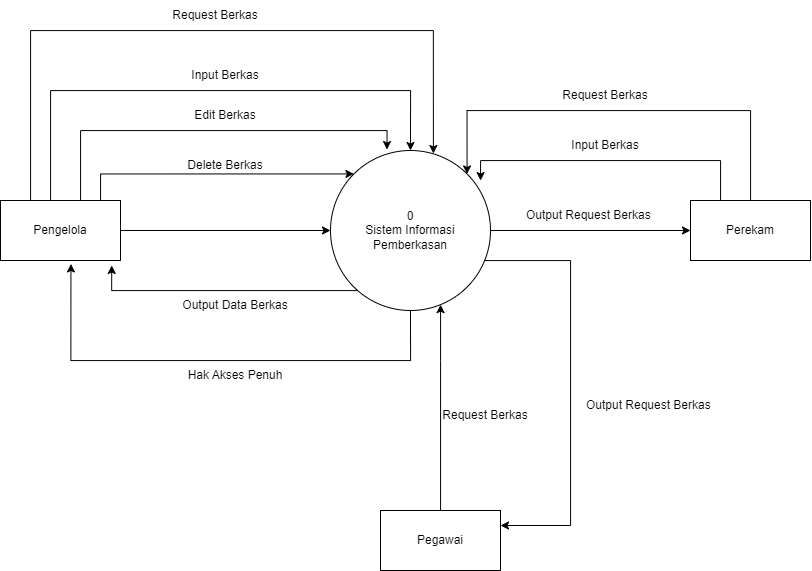 Request Berkas
Input Berkas
Edit Berkas
Delete Berkas
Request Berkas
Input Berkas
Pengelola
0
Sistem Informasi
Pemberkasan
Output Request Berkas
Perekam
Output Data Berkas
Hak Akses Penuh
Request Berkas
Output Request Berkas
Pegawai